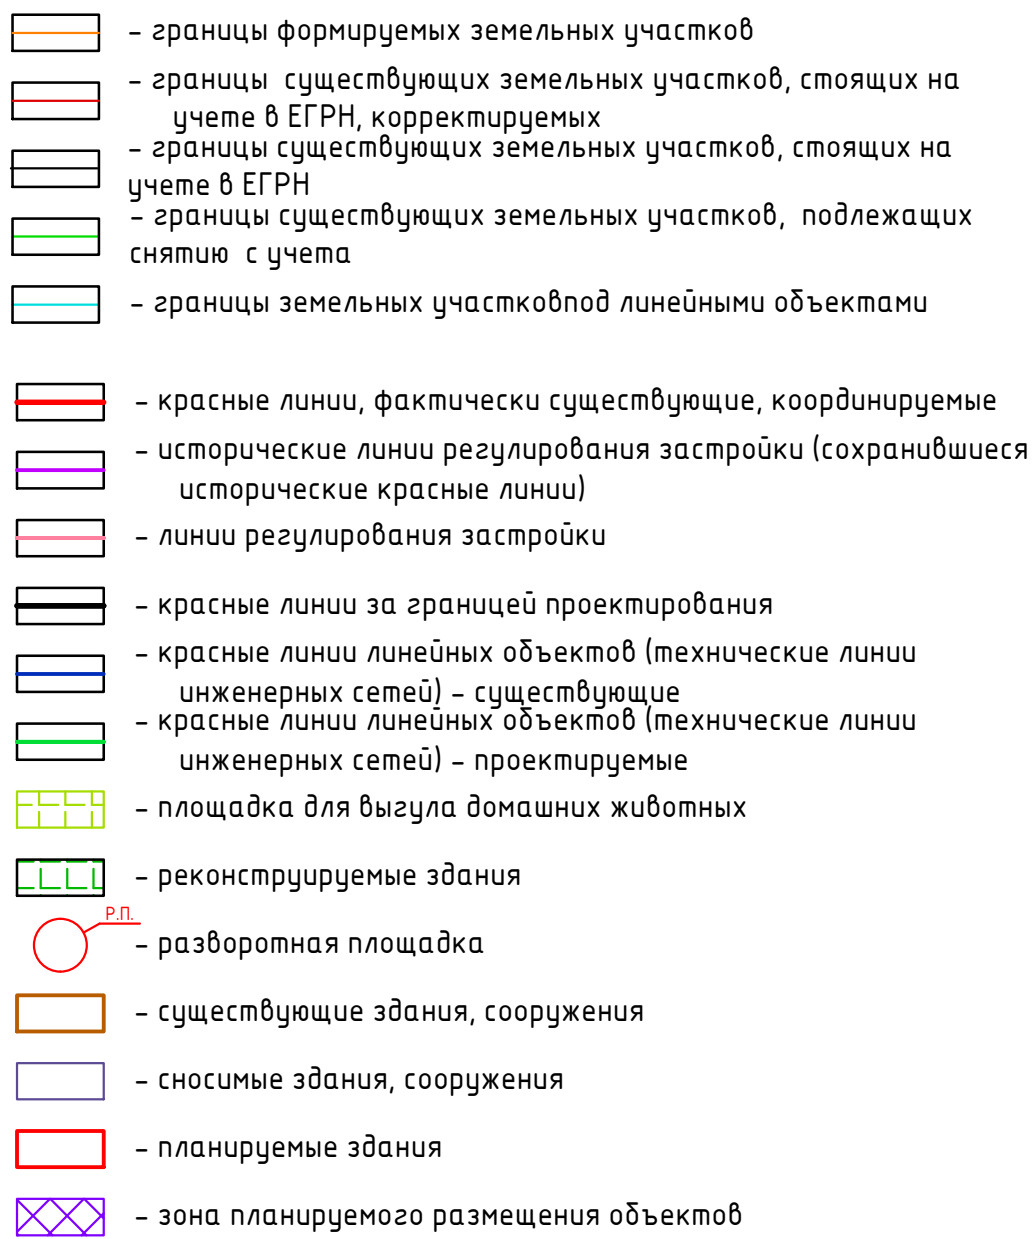 - границы формируемых земельных участков
- границы существующих земельных участков, стоящих на
учете в ЕГРН, корректируемых
- границы существующих земельных участков, стоящих на
учете в ЕГРН
- границы существующих земельных участков, подлежащих
снятию с учета
- границы земельных участковпод линейными объектами
- красные линии, фактически существующие, координируемые
- исторические линии регулирования застройки (сохранившиеся
исторические красные линии)
- линии регулирования застройки
- красные линии за границей проектирования
- красные линии линейных объектов (технические линии
инженерных сетей) - существующие
- красные линии линейных объектов (технические линии
инженерных сетей) - проектируемые
- площадка для выгула домашних животных
- реконструируемые здания
Р.П.
- разворотная площадка
- существующие здания, сооружения
- сносимые здания, сооружения
- планируемые здания
- зона планируемого размещения объектов